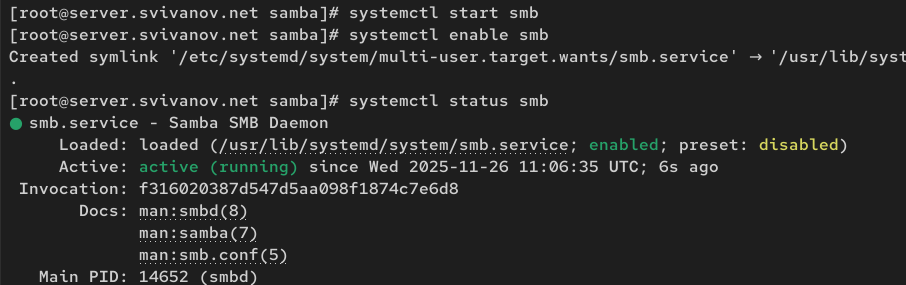 [root@server.svivanov.net samba]# systemctl start smb
[root@server.svivanov.net samba]# systemctl enable smb
Created symlink '/etc/systemd/system/multi-user.target.wants/smb.service' → '/usr/lib/syst
.
[root@server.svivanov.net samba]# systemctl status smb
● smb.service - Samba SMB Daemon
Loaded: loaded (/usr/lib/systemd/system/smb.service; enabled; preset: disabled)
Active: active (running) since Wed 2025-11-26 11:06:35 UTC; 6s ago
Invocation: f316020387d547d5aa098f1874c7e6d8
Docs: man:smbd(8)
man:samba(7)
man:smb.conf(5)
Main PID: 14652 (smbd)